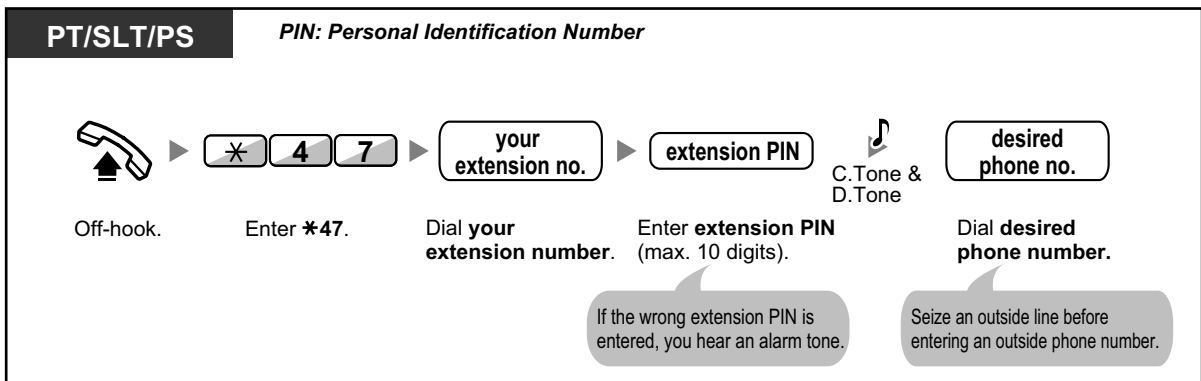 PT/SLT/PS
PIN: Personal Identification Number
* 4 7
your
extension no.
extension PIN
C.Tone &
D.Tone
desired
phone no.
Off-hook.
Enter *47.
Dial your
extension number.
Enter extension PIN
(max. 10 digits).
Dial desired
phone number.
If the wrong extension PIN is
entered, you hear an alarm tone.
Seize an outside line before
entering an outside phone number.